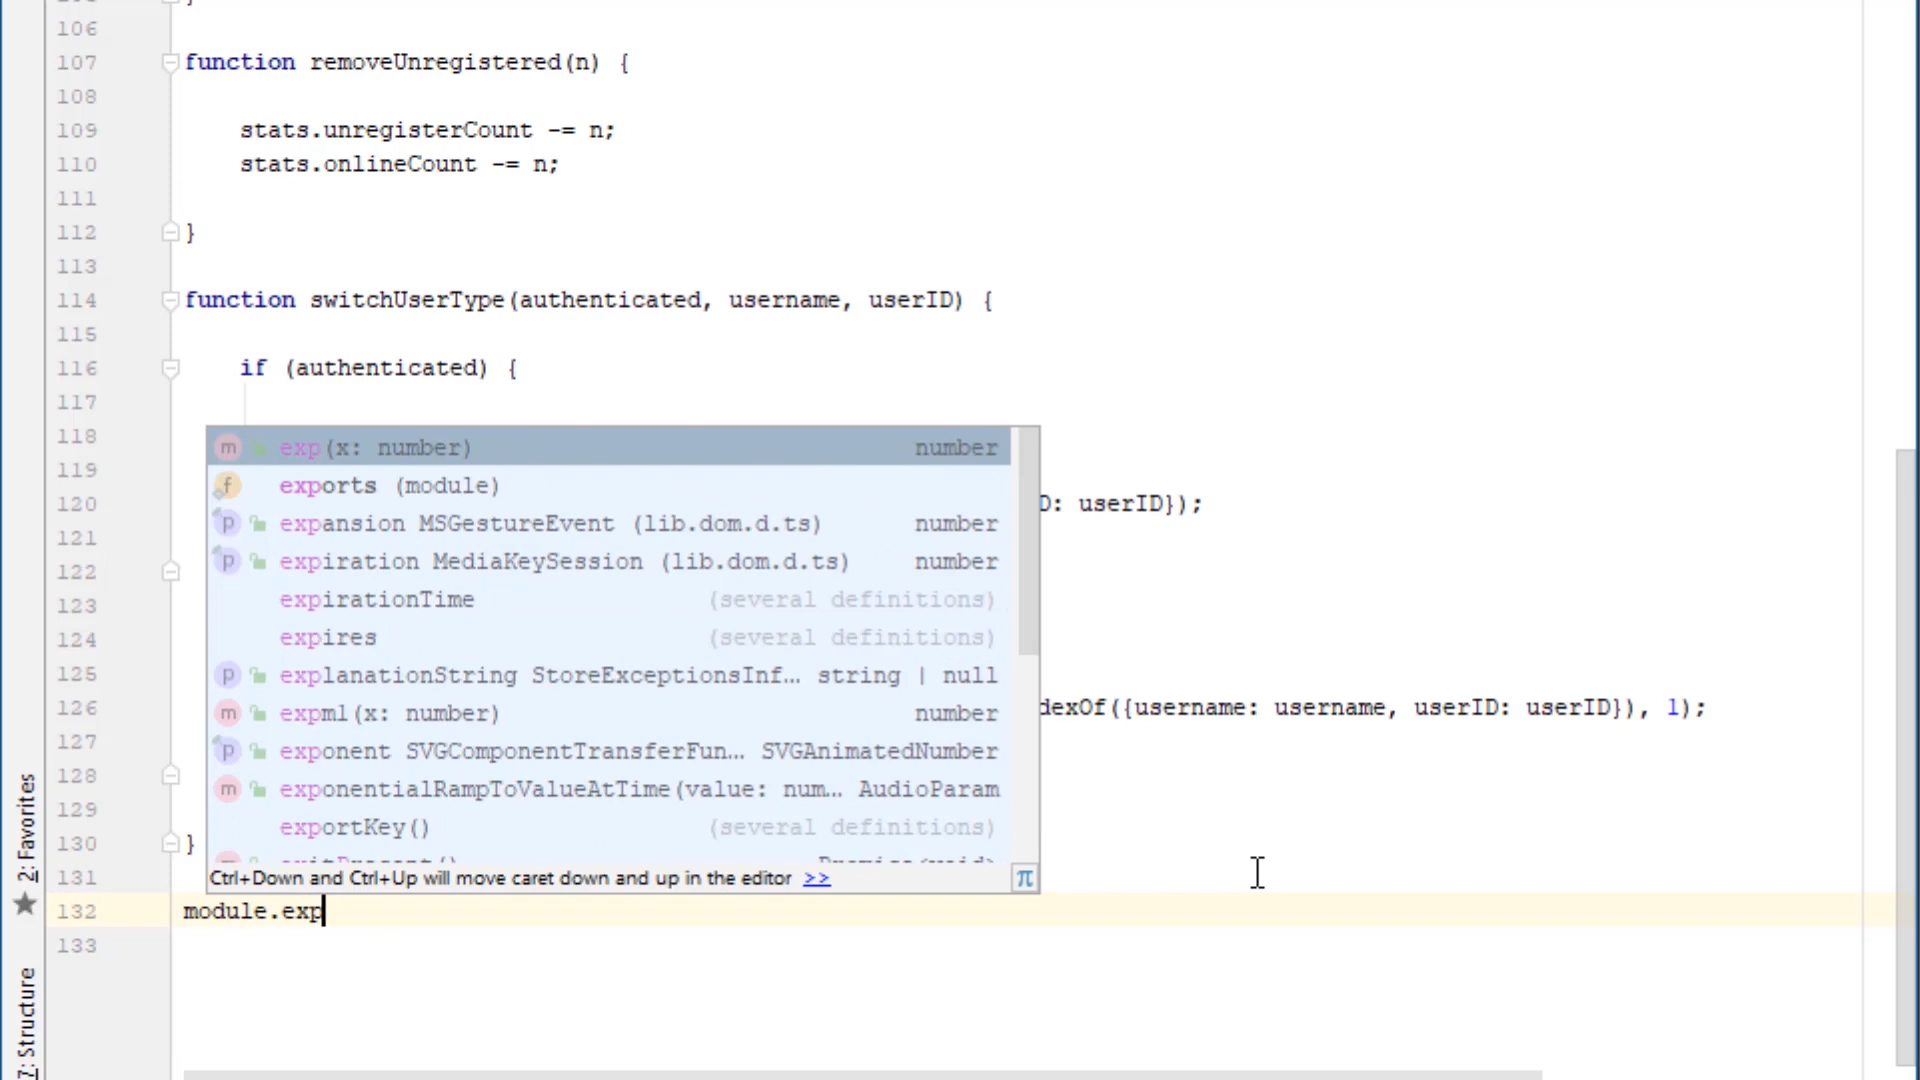 106
107 function removeUnregistered(n) {
108
109 stats.unregisterCount -= n;
110 stats.onlineCount -= n;
111
112 }
113
114 function switchUserType(authenticated, username, userID) {
115
116 if (authenticated) {
117
118
119
120 D: userID});
121
122
123
124
125
126 dexOf({username: username, userID: userID}), 1);
127
128
129
130 }
131
132 module.exp
133
m exp(x: number) number
f exports (module)
p expansion MSGestureEvent (lib.dom.d.ts) number
p expiration MediaKeySession (lib.dom.d.ts) number
expirationTime (several definitions)
expires (several definitions)
p explanationString StoreExceptionsInf... string | null
m expm1(x: number) number
p exponent SVGComponentTransferFun... SVGAnimatedNumber
m exponentialRampToValueAtTime(value: num... AudioParam
exportKey() (several definitions)
Ctrl+Down and Ctrl+Up will move caret down and up in the editor >>
π
2: Favorites
7: Structure